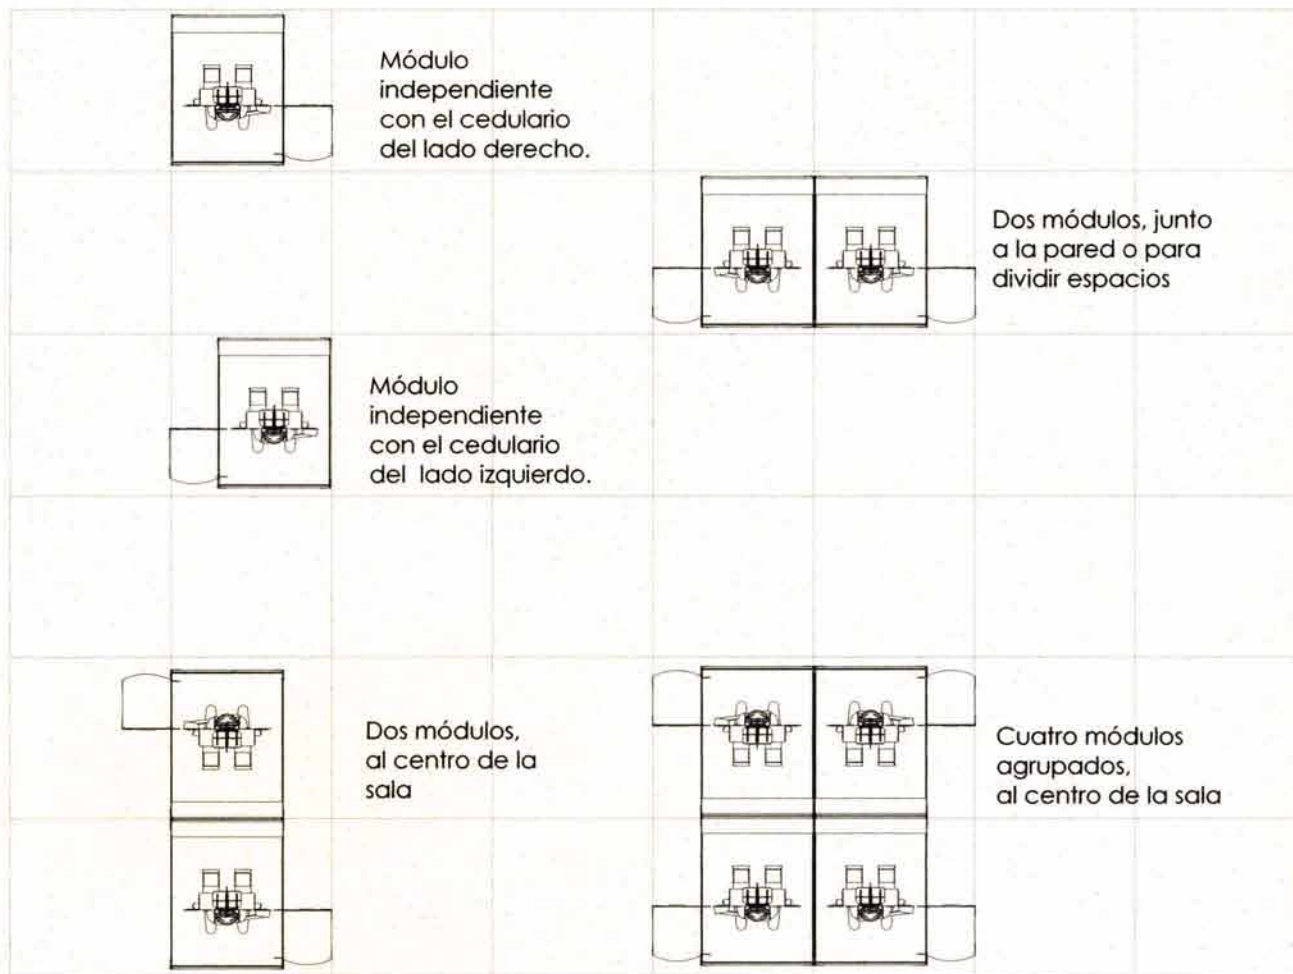 Módulo
independiente
con el cedulario
del lado derecho.
Dos módulos, junto
a la pared o para
dividir espacios
Módulo
independiente
con el cedulario
del lado izquierdo.
Dos módulos,
al centro de la
sala
Cuatro módulos
agrupados,
al centro de la sala